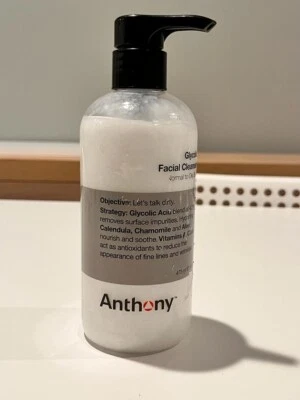 Facial Cleanser
Objective: Let's talk dirty.
Strategy: Glycolic Acid
removes surface impurities.
Calendula, Chamomile and
nourish and soothe. Vitamins
act as antioxidants to reduce the
appearance of fine lines and
Anthony™